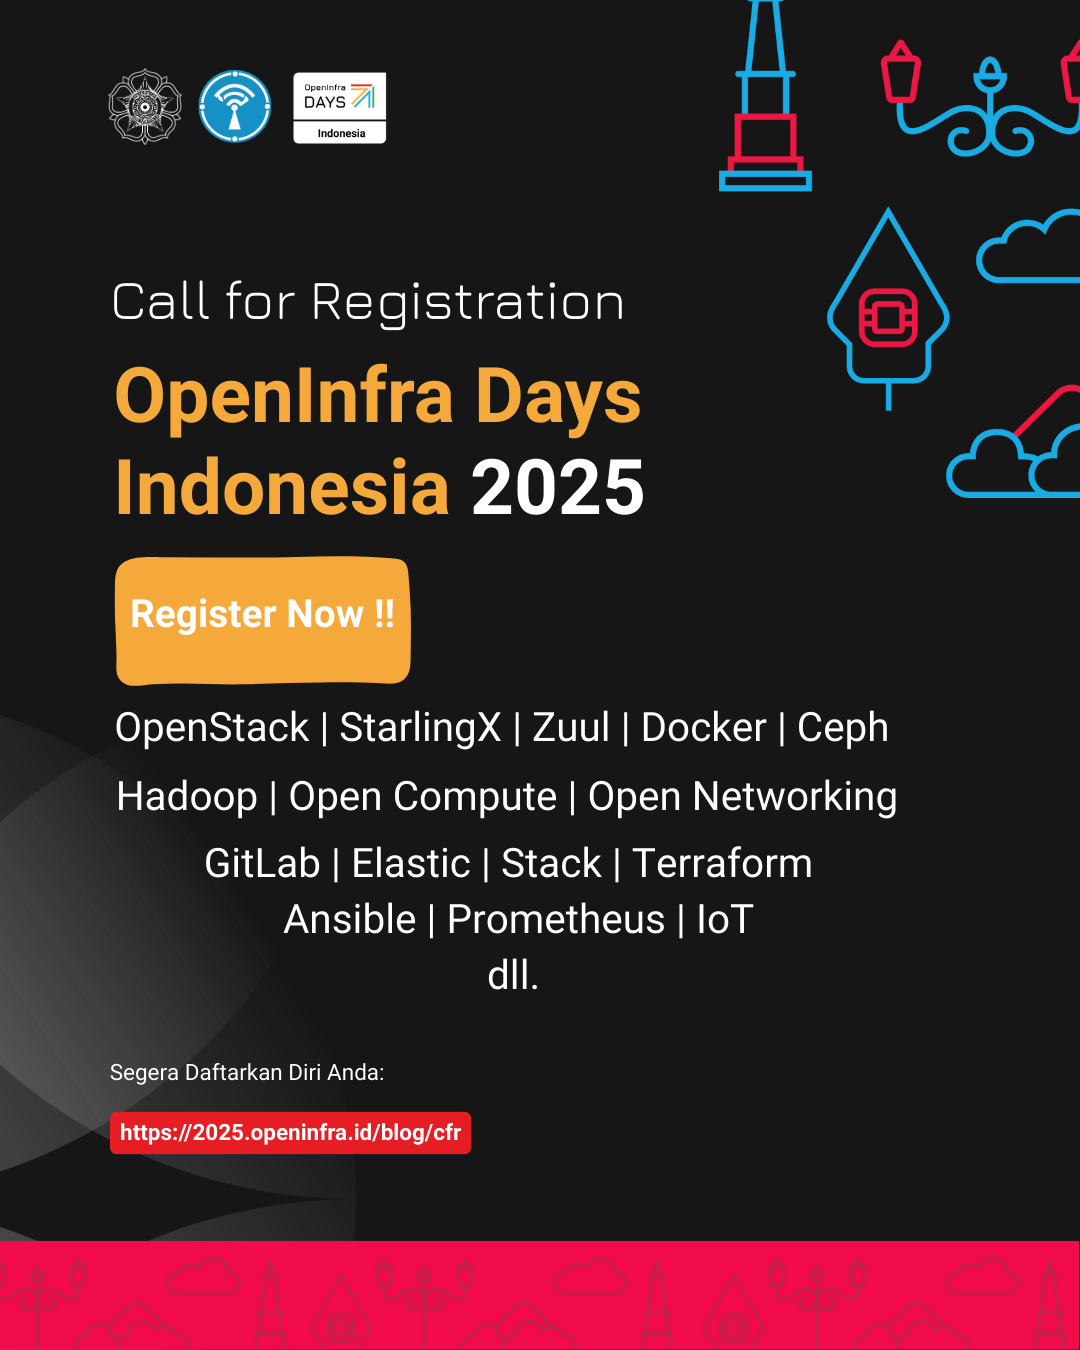 OpenInfra
DAYS
Indonesia
Call for Registration
OpenInfra Days
Indonesia 2025
Register Now !!
OpenStack | StarlingX | Zuul | Docker | Ceph
Hadoop | Open Compute | Open Networking
GitLab | Elastic | Stack | Terraform
Ansible | Prometheus | IoT
dll.
Segera Daftarkan Diri Anda:
https://2025.openinfra.id/blog/cfr